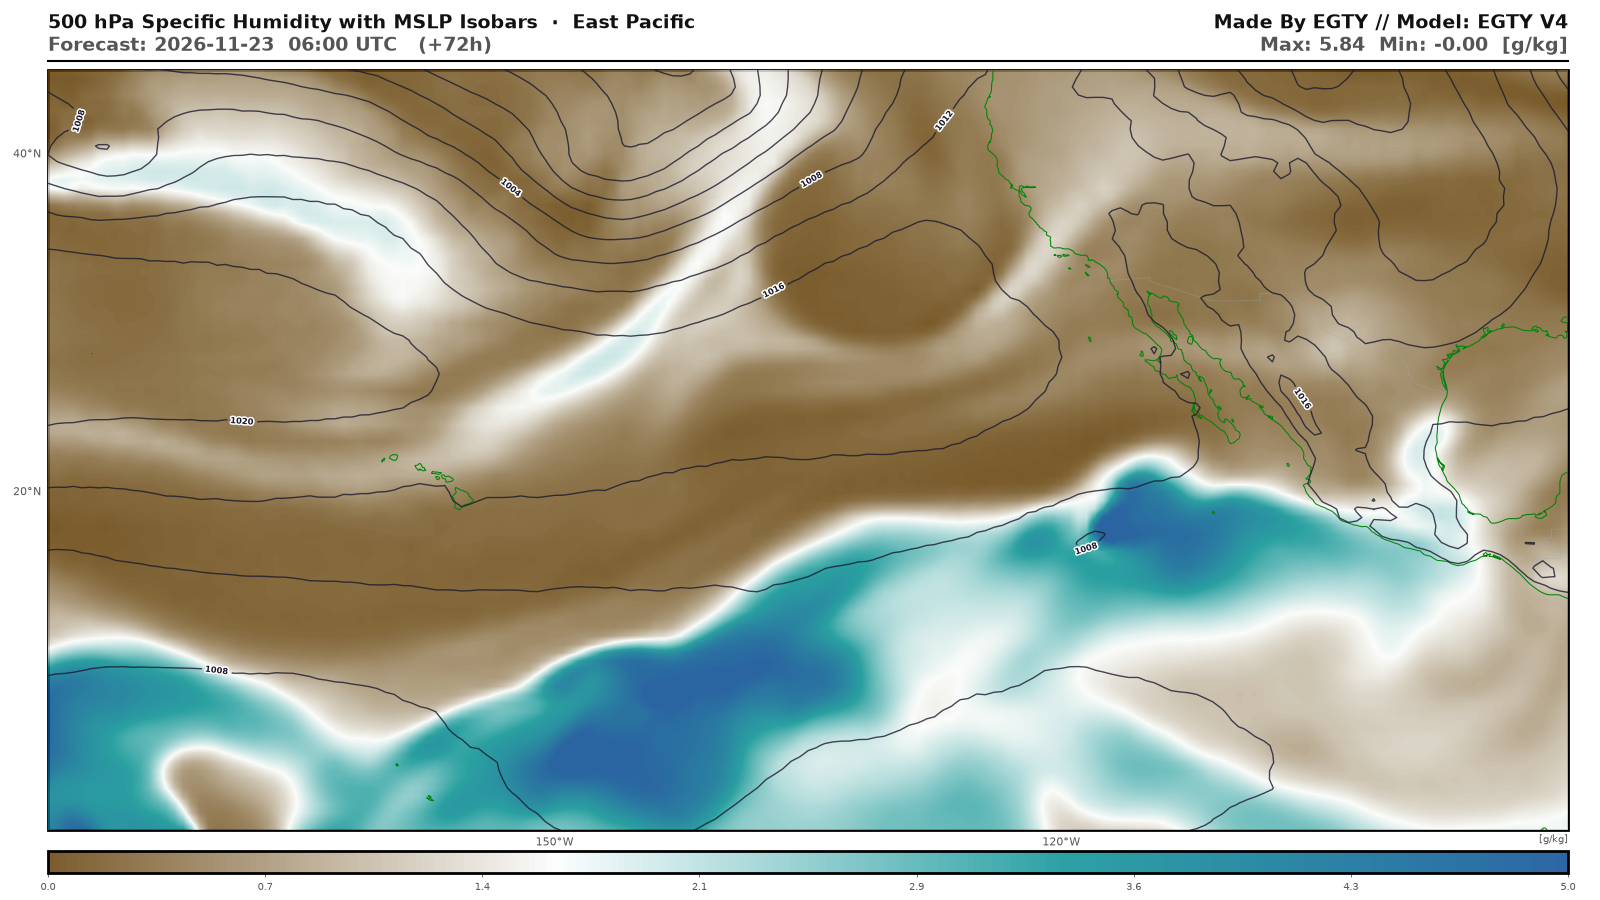 500 hPa Specific Humidity with MSLP Isobars · East Pacific
Made By EGTY // Model: EGTY V4
Forecast: 2026-11-23 06:00 UTC (+72h)
Max: 5.84 Min: -0.00 [g/kg]
1008
1012
40°N
1004
1008
1016
1020
1016
20°N
1008
1008
150°W
120°W
[g/kg]
0.0
0.7
1.4
2.1
2.9
3.6
4.3
5.0